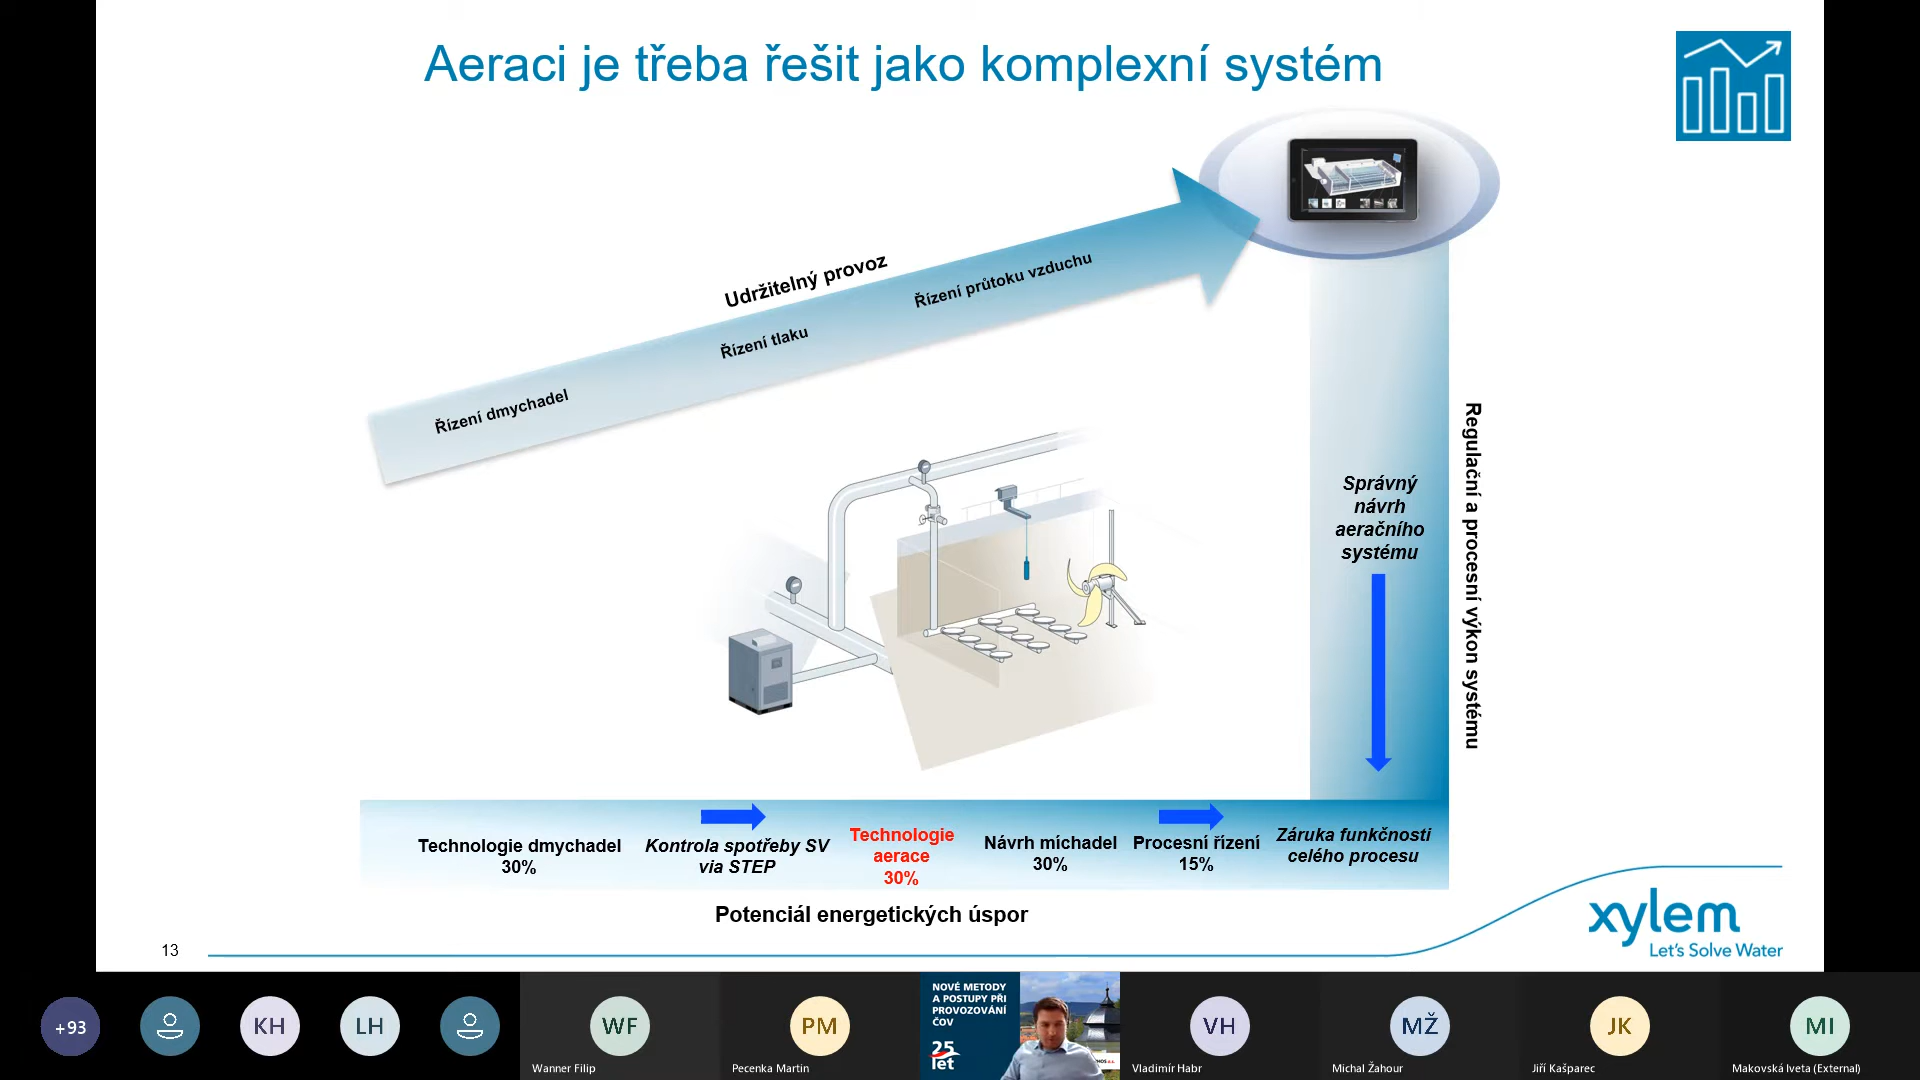 Aeraci je třeba řešit jako komplexní systém
Udržitelný provoz
Řízení dmychadel
Řízení tlaku
Řízení průtoku vzduchu
Správný
návrh
aeračního
systému
Regulační a procesní výkon systému
Technologie dmychadel
30%
Kontrola spotřeby SV
via STEP
Technologie
aerace
30%
Návrh míchadel
30%
Procesní řízení
15%
Záruka funkčnosti
celého procesu
Potenciál energetických úspor
13
xylem
Let's Solve Water
+93
KH
LH
WF
Wanner Filip
PM
Pecenka Martin
NOVÉ METODY
A POSTUPY PŘI
PROVOZOVÁNÍ
ČOV
25
let
VH
Vladimír Habr
MŽ
Michal Žahour
JK
Jiří Kašparec
MI
Makovská Iveta (External)